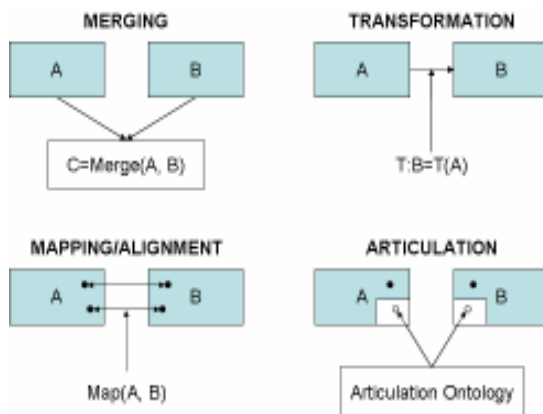 MERGING
A
B
C=Merge(A, B)
TRANSFORMATION
A
B
T:B=T(A)
MAPPING/ALIGNMENT
A
B
Map(A, B)
ARTICULATION
A
B
Articulation Ontology